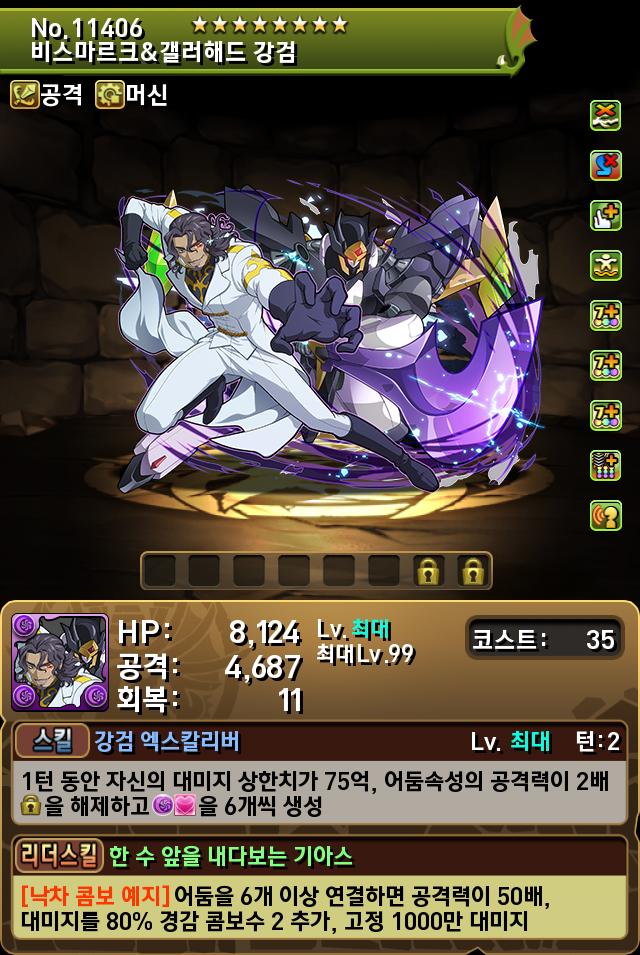 No.11406 ★★★★★★★★
비스마르크&갤러해드 강검
공격 머신
7+
7+
7+
HP: 8,124 Lv.최대
공격: 4,687 최대Lv.99
회복: 11
코스트: 35
스킬 강검 엑스칼리버 Lv. 최대 턴:2
1턴 동안 자신의 대미지 상한치가 75억, 어둠속성의 공격력이 2배
을 해제하고 을 6개씩 생성
리더스킬 한 수 앞을 내다보는 기아스
[낙차 콤보 예지] 어둠을 6개 이상 연결하면 공격력이 50배,
대미지를 80% 경감 콤보수 2 추가, 고정 1000만 대미지